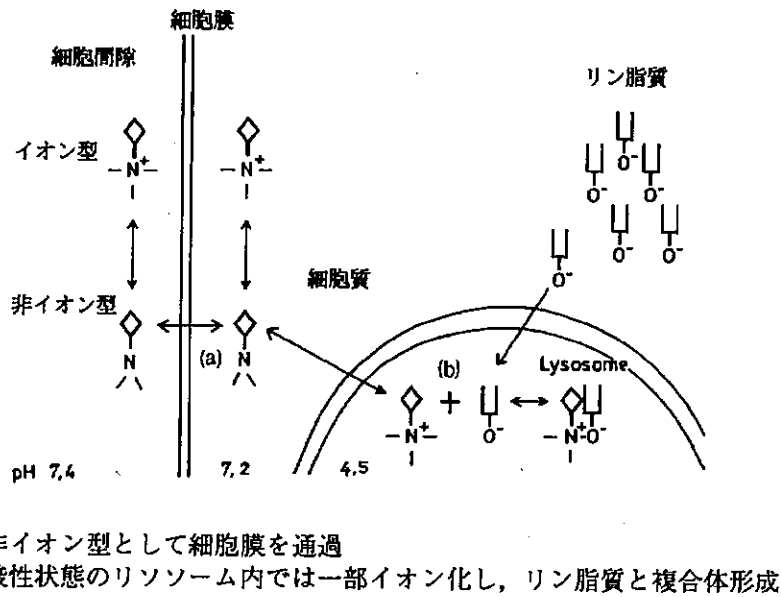 細胞膜
細胞間隙
リン脂質
イオン型
N+
N+
O-
O-
O-
O-
O-
O-
O-
細胞質
非イオン型
(a)
N
N
(b)
Lysosome
+
N+
O-
N+ O-
pH 7,4
7,2
4,5
イオン型として細胞膜を通過
性状態のリソソーム内では一部イオン化し，リン脂質と複合体形成